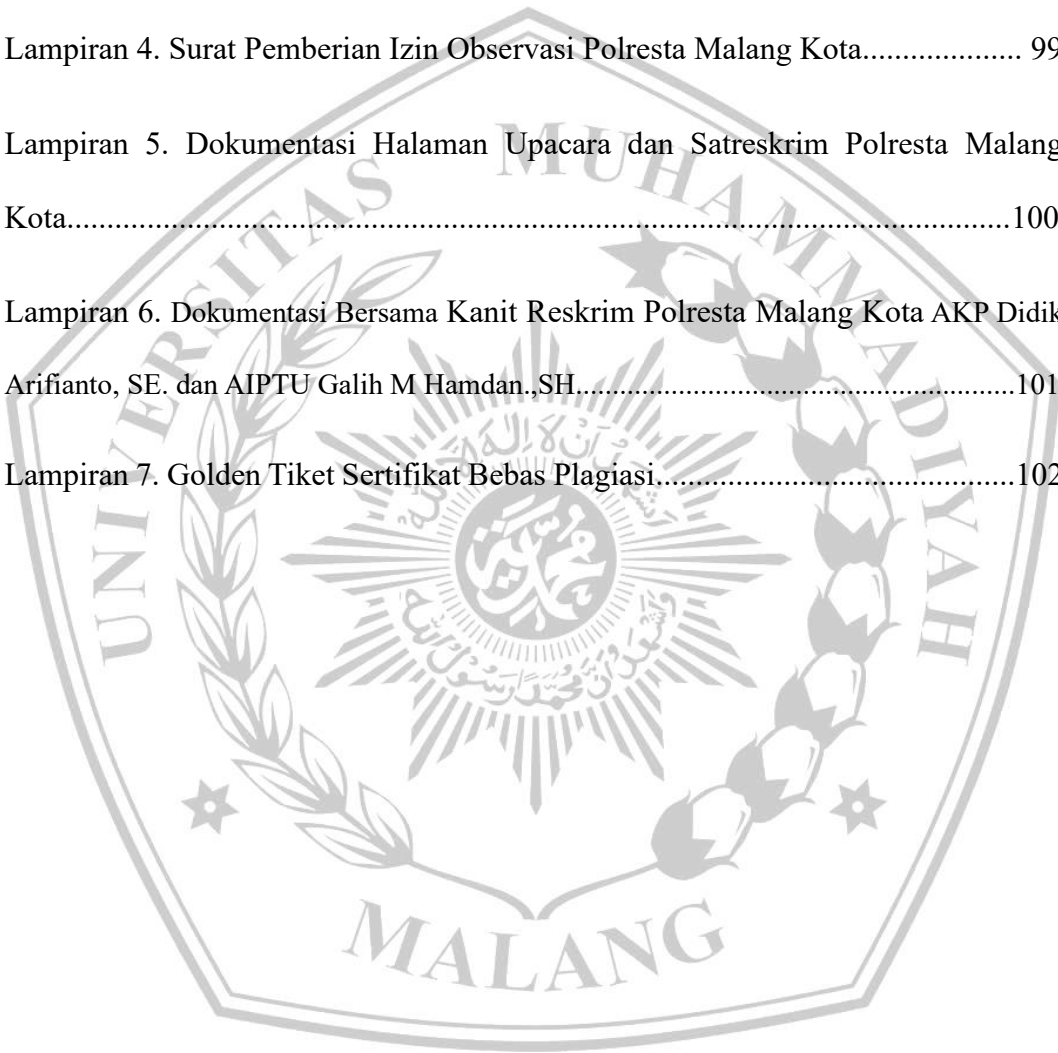 Lampiran 4. Surat Pemberian Izin Observasi Polresta Malang Kota.................... 99
Lampiran 5. Dokumentasi Halaman Upacara dan Satreskrim Polresta Malang
Kota.....................................................................................................................100
Lampiran 6. Dokumentasi Bersama Kanit Reskrim Polresta Malang Kota AKP Didik
Arifianto, SE. dan AIPTU Galih M Hamdan.,SH......................................................101
Lampiran 7. Golden Tiket Sertifikat Bebas Plagiasi............................................102
UNIVERSITAS MUHAMMADIYAH
MALANG